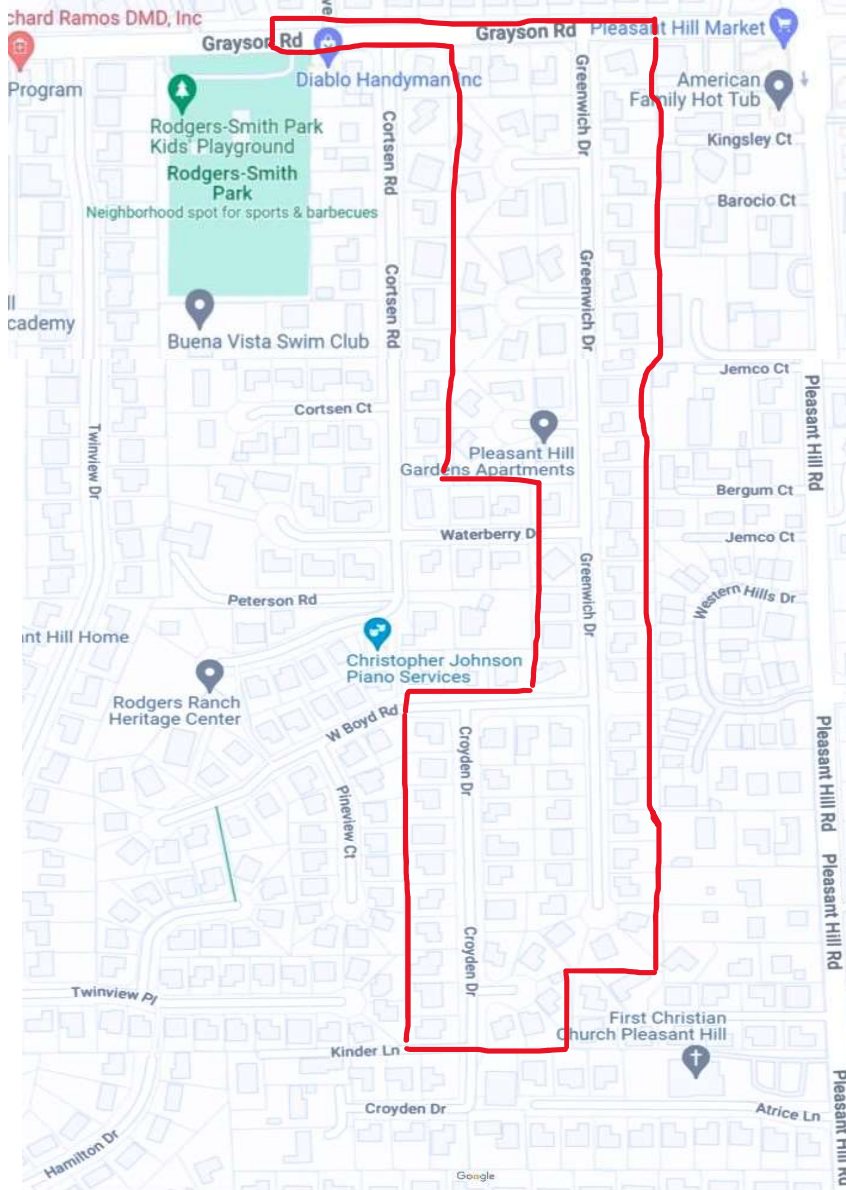 chard Ramos DMD, Inc
ve
Grayson Rd
Grayson Rd
Pleasant Hill Market
Program
Diablo Handyman Inc
American
Family Hot Tub
Rodgers-Smith Park
Kids' Playground
Rodgers-Smith
Park
Neighborhood spot for sports & barbecues
Cortsen Rd
Greenwich Dr
Kingsley Ct
Barocio Ct
ll
cademy
Buena Vista Swim Club
Cortsen Rd
Greenwich Dr
Jemco Ct
Pleasant Hill Rd
Cortsen Ct
Twinview Dr
Pleasant Hill
Gardens Apartments
Bergum Ct
Waterberry D
Jemco Ct
Peterson Rd
Greenwich Dr
Western Hills Dr
nt Hill Home
Christopher Johnson
Piano Services
Rodgers Ranch
Heritage Center
W Boyd Rd
Croyden Dr
Pleasant Hill Rd
Pineview Ct
Pleasant Hill Rd
Croyden Dr
Twinview Pl
First Christian
Church Pleasant Hill
Kinder Ln
Croyden Dr
Atrice Ln
Pleasant Hill Rd
Hamilton Dr
Google